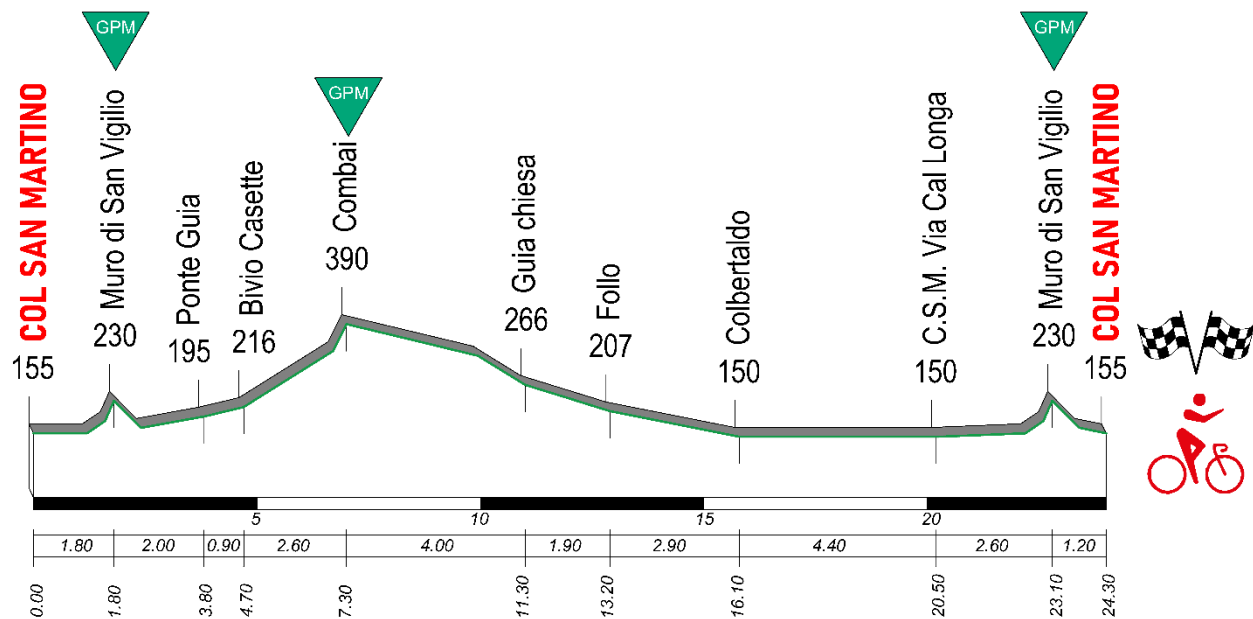 GPM
GPM
GPM
COL SAN MARTINO
155
Muro di San Vigilio
230
Ponte Guia
195
Bivio Casette
216
Combai
390
Guia chiesa
266
Follo
207
Colbertaldo
150
C.S.M. Via Cal Longa
150
Muro di San Vigilio
230
COL SAN MARTINO
155
5 10 15 20
1.80 2.00 0.90 2.60 4.00 1.90 2.90 4.40 2.60 1.20
0.00 1.80 3.80 4.70 7.30 11.30 13.20 16.10 20.50 23.10 24.30